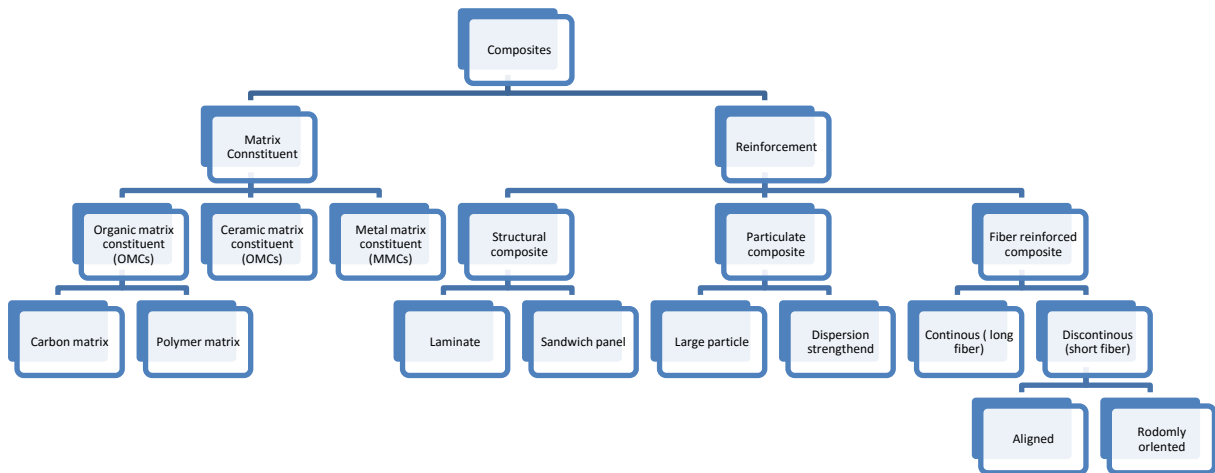 Composites
Matrix
Connstituent
Reinforcement
Organic matrix
constituent
(OMCs)
Ceramic matrix
constituent
(OMCs)
Metal matrix
constituent
(MMCs)
Structural
composite
Particulate
composite
Fiber reinforced
composite
Carbon matrix
Polymer matrix
Laminate
Sandwich panel
Large particle
Dispersion
strengthend
Continous ( long
fiber)
Discontinous
(short fiber)
Aligned
Rodomly
orlented